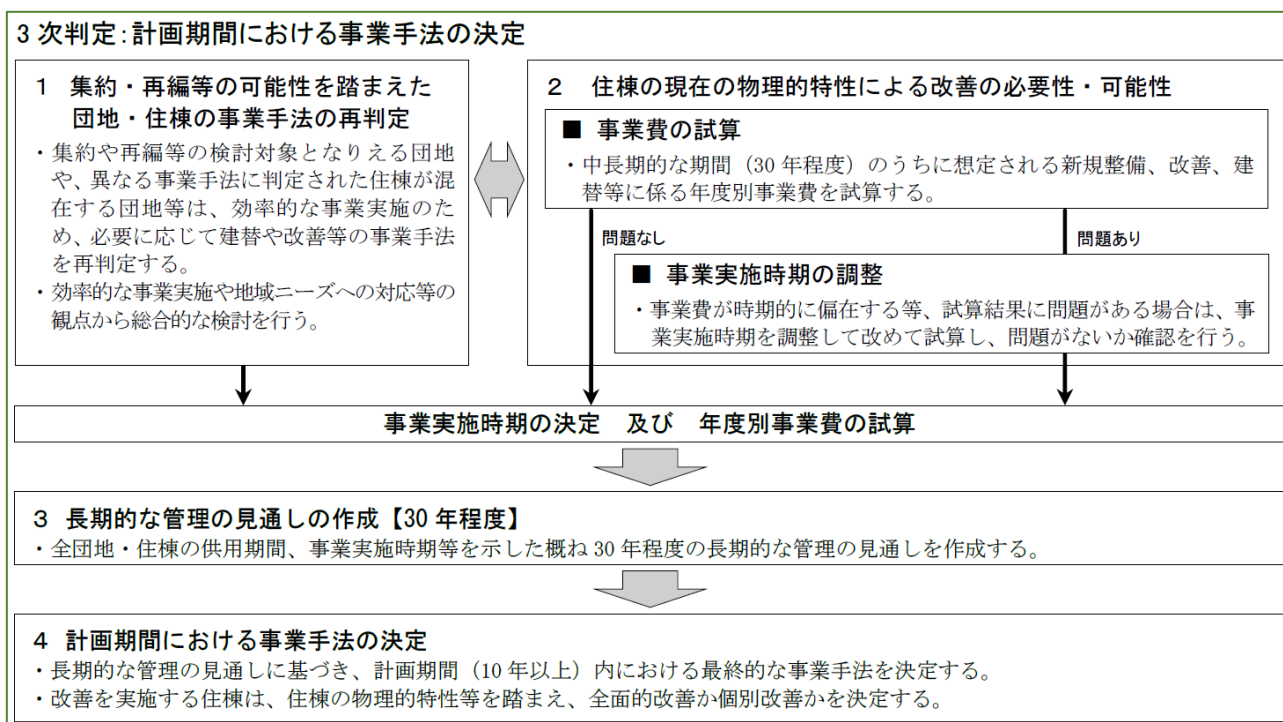 3次判定:計画期間における事業手法の決定
1 集約・再編等の可能性を踏まえた
団地・住棟の事業手法の再判定
・集約や再編等の検討対象となりえる団地
や、異なる事業手法に判定された住棟が混
在する団地等は、効率的な事業実施のた
め、必要に応じて建替や改善等の事業手法
を再判定する。
・効率的な事業実施や地域ニーズへの対応等の
観点から総合的な検討を行う。
2 住棟の現在の物理的特性による改善の必要性・可能性
■ 事業費の試算
・中長期的な期間（30 年程度）のうちに想定される新規整備、改善、建
替等に係る年度別事業費を試算する。
問題なし
問題あり
■ 事業実施時期の調整
・事業費が時期的に偏在する等、試算結果に問題がある場合は、事
業実施時期を調整して改めて試算し、問題がないか確認を行う。
事業実施時期の決定 及び 年度別事業費の試算
3 長期的な管理の見通しの作成【30 年程度】
・全団地・住棟の供用期間、事業実施時期等を示した概ね 30 年程度の長期的な管理の見通しを作成する。
4 計画期間における事業手法の決定
・長期的な管理の見通しに基づき、計画期間（10 年以上）内における最終的な事業手法を決定する。
・改善を実施する住棟は、住棟の物理的特性等を踏まえ、全面的改善か個別改善かを決定する。